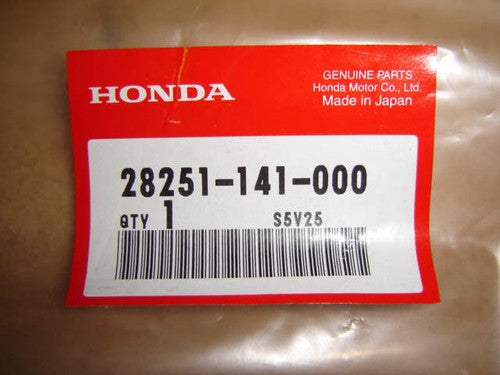 HONDA
GENUINE PARTS
Honda Motor Co., Ltd.
Made in Japan
28251-141-000
QTY 1 S5V25